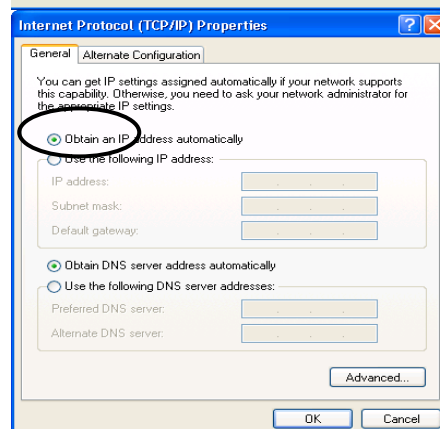 Internet Protocol (TCP/IP) Properties
General
Alternate Configuration
You can get IP settings assigned automatically if your network supports
this capability. Otherwise, you need to ask your network administrator for
the appropriate IP settings.
Obtain an IP address automatically
Use the following IP address:
IP address:
Subnet mask:
Default gateway:
Obtain DNS server address automatically
Use the following DNS server addresses:
Preferred DNS server:
Alternate DNS server:
Advanced...
OK
Cancel